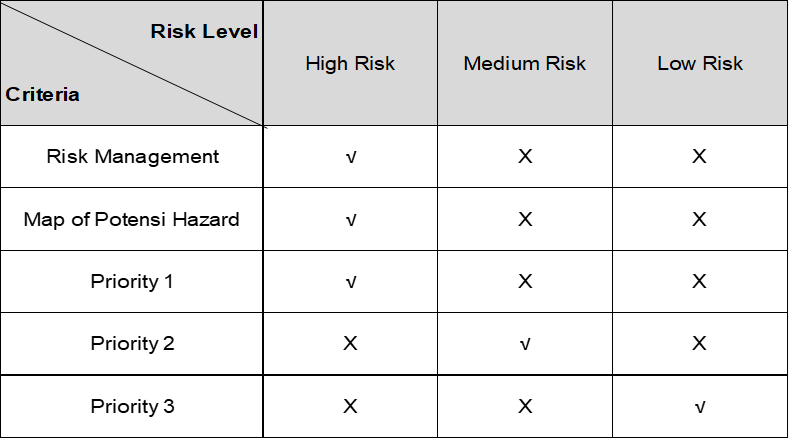 Risk Level
Criteria
High Risk
Medium Risk
Low Risk
Risk Management √ X X
Map of Potensi Hazard √ X X
Priority 1 √ X X
Priority 2 X √ X
Priority 3 X X √